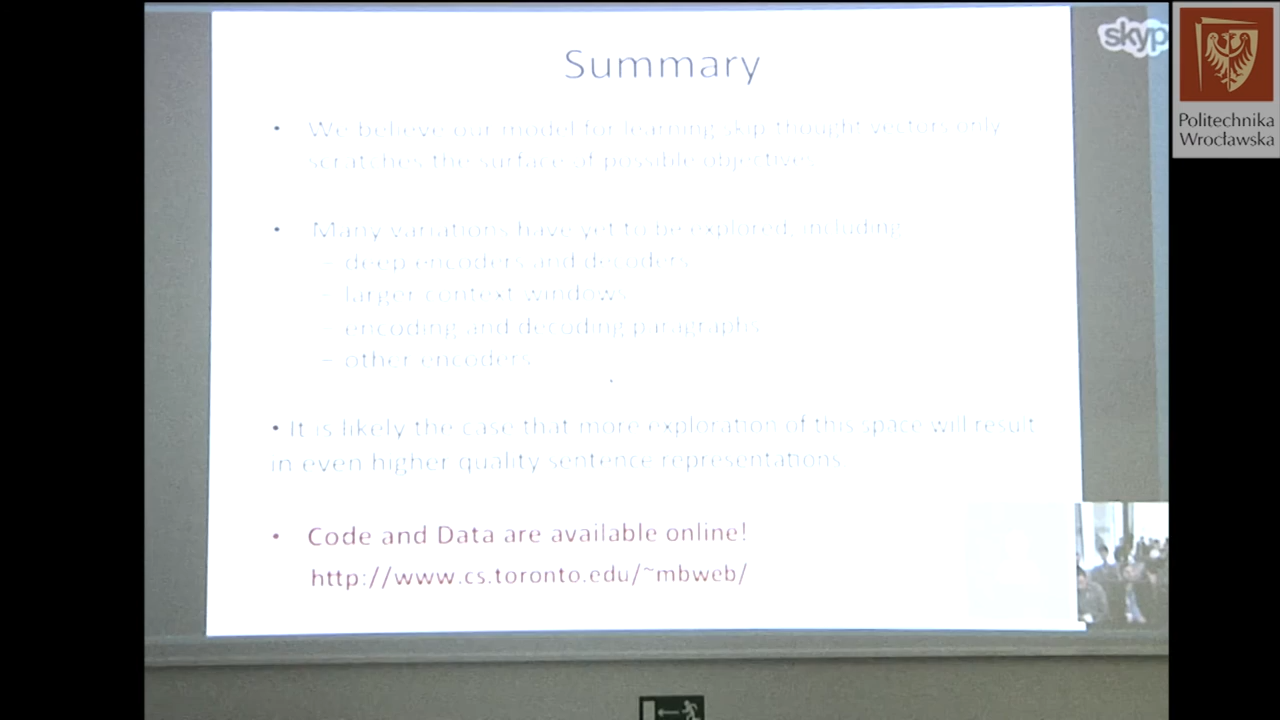 Summary
• We believe our model for learning skip-thought vectors only
scratches the surface of possible objectives.
• Many variations have yet to be explored, including
– deep encoders and decoders
– larger context windows
encoding and decoding paragraphs
– other encoders
• It is likely the case that more exploration of this space will result
in even higher quality sentence representations.
• Code and Data are available online!
http://www.cs.toronto.edu/~mbweb/
skyp
Politechnika
Wrocławska